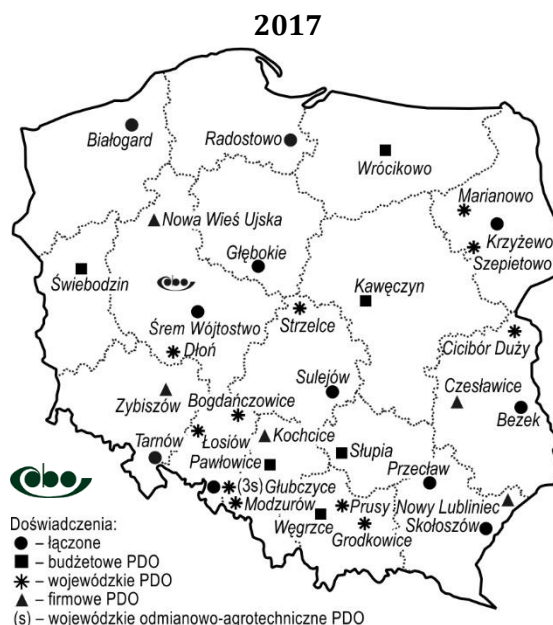 2017
Białogard
Radostowo
Wrócikowo
Marianowo
Nowa Wieś Ujska
Krzyżewo
Szepietowo
Głębokie
Świebodzin
Kawęczyn
coboru
Śrem Wójtostwo
Strzelce
Cicibór Duży
Dłoń
Sulejów
Czesławice
Zybiszów
Bogdańczowice
Bezek
Łosiów
Kochcice
Tarnów
Pawłowice
Słupia
Przecław
(3s) Głubczyce
Nowy Lubliniec
Modzurów
Prusy
Skołoszów
Węgrzce
Grodkowice
Doświadczenia:
● – łączone
■ – budżetowe PDO
✳ – wojewódzkie PDO
▲ – firmowe PDO
(s) – wojewódzkie odmianowo-agrotechniczne PDO